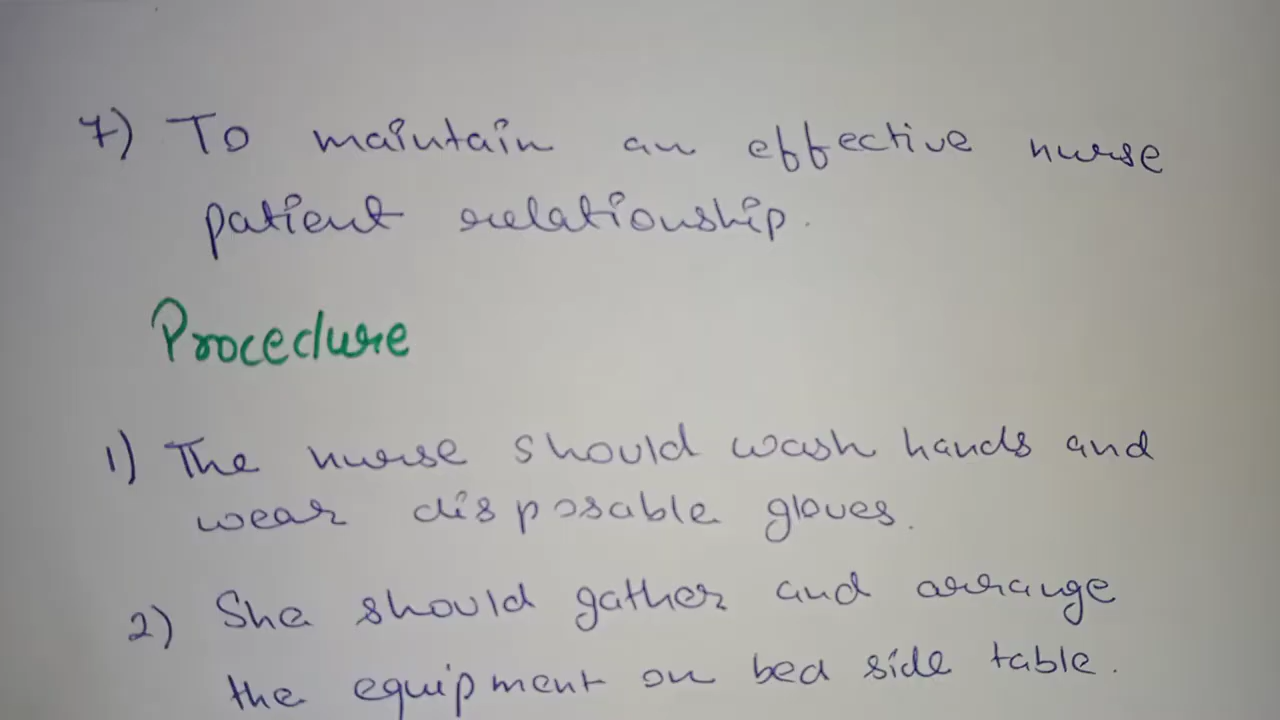 7) To maintain an effective nurse
patient relationship.
Procedure
1) The nurse should wash hands and
wear disposable gloves.
2) She should gather and arrange
the equipment on bed side table.